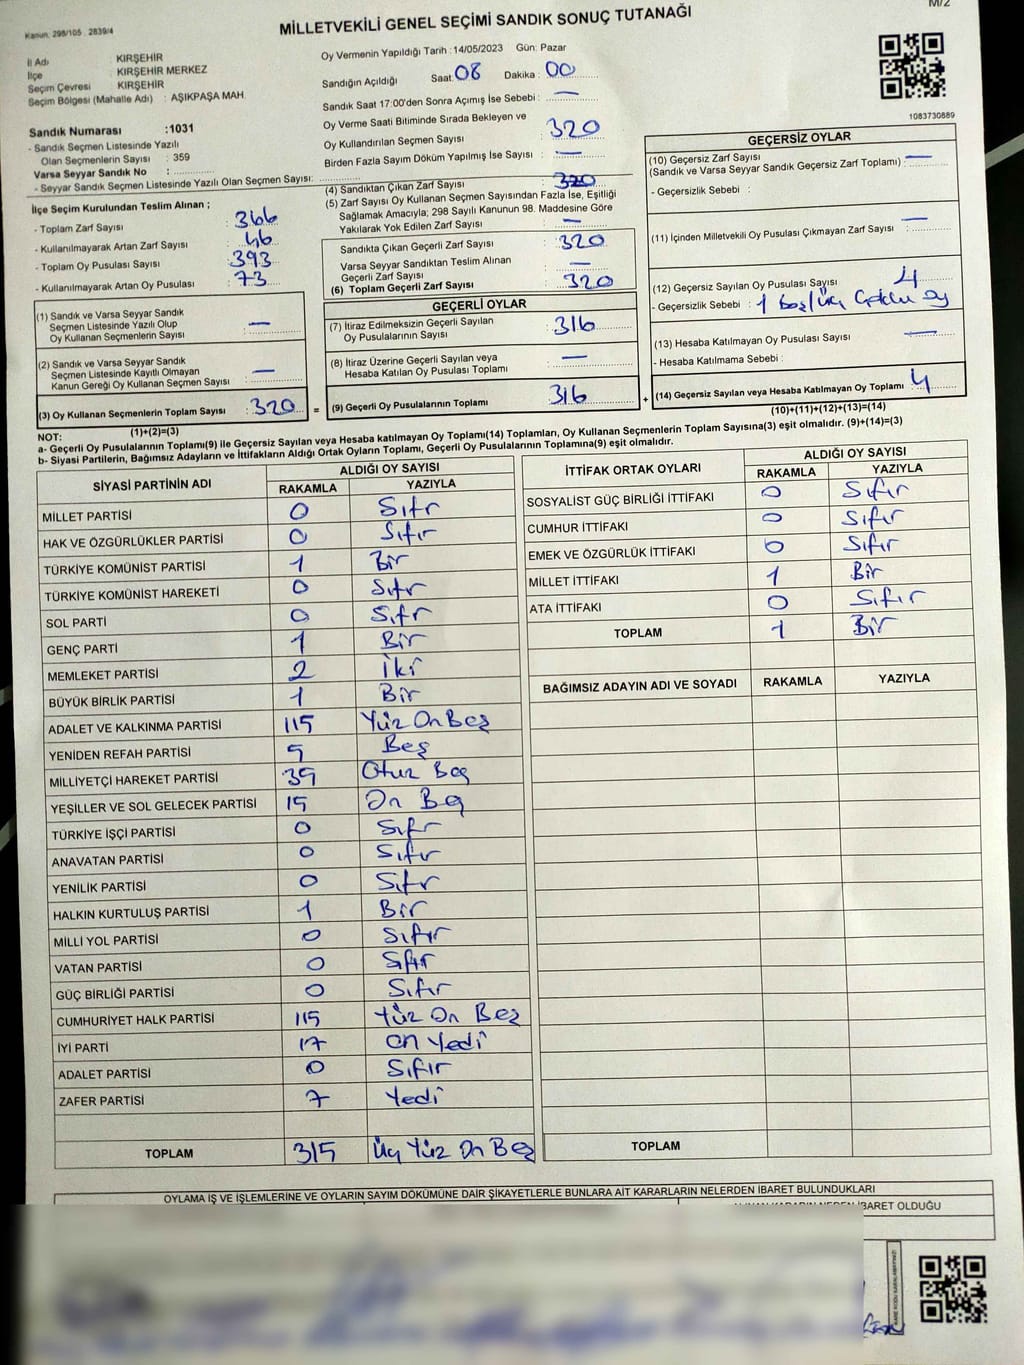 M/2
Kanun, 298/105 , 2839/4
MİLLETVEKİLİ GENEL SEÇİMİ SANDIK SONUÇ TUTANAĞI
İl Adı KIRŞEHİR
İlçe KIRŞEHİR MERKEZ
Seçim Çevresi KIRŞEHİR
Seçim Bölgesi (Mahalle Adı) : AŞIKPAŞA MAH.
Sandık Numarası :1031
- Sandık Seçmen Listesinde Yazılı
Olan Seçmenlerin Sayısı : 359
Varsa Seyyar Sandık No :
- Seyyar Sandık Seçmen Listesinde Yazılı Olan Seçmen Sayısı:
İlçe Seçim Kurulundan Teslim Alınan ;
- Toplam Zarf Sayısı : 366
- Kullanılmayarak Artan Zarf Sayısı : 46
- Toplam Oy Pusulası Sayısı : 393
- Kullanılmayarak Artan Oy Pusulası : 73
Oy Vermenin Yapıldığı Tarih : 14/05/2023 Gün: Pazar
Sandığın Açıldığı Saat: 08 Dakika : 00
Sandık Saat 17:00'den Sonra Açımış İse Sebebi : —
Oy Verme Saati Bitiminde Sırada Bekleyen ve
Oy Kullandırılan Seçmen Sayısı : 320
Birden Fazla Sayım Döküm Yapılmış İse Sayısı : —
(4) Sandıktan Çıkan Zarf Sayısı : 320
(5) Zarf Sayısı Oy Kullanan Seçmen Sayısından Fazla İse, Eşitliği
Sağlamak Amacıyla; 298 Sayılı Kanunun 98. Maddesine Göre
Yakılarak Yok Edilen Zarf Sayısı : —
Sandıkta Çıkan Geçerli Zarf Sayısı : 320
Varsa Seyyar Sandıktan Teslim Alınan
Geçerli Zarf Sayısı : —
(6) Toplam Geçerli Zarf Sayısı : 320
1083730889
GEÇERSİZ OYLAR
(10) Geçersiz Zarf Sayısı : —
(Sandık ve Varsa Seyyar Sandık Geçersiz Zarf Toplamı)
- Geçersizlik Sebebi :
(11) İçinden Milletvekili Oy Pusulası Çıkmayan Zarf Sayısı : —
(12) Geçersiz Sayılan Oy Pusulası Sayısı : 4
- Geçersizlik Sebebi : 1 boş/üç çoklu oy
(13) Hesaba Katılmayan Oy Pusulası Sayısı : —
- Hesaba Katılmama Sebebi :
(14) Geçersiz Sayılan veya Hesaba Katılmayan Oy Toplamı : 4
(10)+(11)+(12)+(13)=(14)
(1) Sandık ve Varsa Seyyar Sandık
Seçmen Listesinde Yazılı Olup
Oy Kullanan Seçmenlerin Sayısı : —
(2) Sandık ve Varsa Seyyar Sandık
Seçmen Listesinde Kayıtlı Olmayan
Kanun Gereği Oy Kullanan Seçmen Sayısı : —
(3) Oy Kullanan Seçmenlerin Toplam Sayısı : 320 =
(1)+(2)=(3)
GEÇERLİ OYLAR
(7) İtiraz Edilmeksizin Geçerli Sayılan
Oy Pusulalarının Sayısı : 316
(8) İtiraz Üzerine Geçerli Sayılan veya
Hesaba Katılan Oy Pusulası Toplamı : —
(9) Geçerli Oy Pusulalarının Toplamı : 316 +
NOT:
a- Geçerli Oy Pusulalarının Toplamı(9) ile Geçersiz Sayılan veya Hesaba katılmayan Oy Toplamı(14) Toplamları, Oy Kullanan Seçmenlerin Toplam Sayısına(3) eşit olmalıdır. (9)+(14)=(3)
b- Siyasi Partilerin, Bağımsız Adayların ve İttifakların Aldığı Ortak Oyların Toplamı, Geçerli Oy Pusulalarının Toplamına(9) eşit olmalıdır.
SİYASİ PARTİNİN ADI ALDIĞI OY SAYISI
RAKAMLA YAZIYLA
MİLLET PARTİSİ 0 Sıfır
HAK VE ÖZGÜRLÜKLER PARTİSİ 0 Sıfır
TÜRKİYE KOMÜNİST PARTİSİ 1 Bir
TÜRKİYE KOMÜNİST HAREKETİ 0 Sıfır
SOL PARTİ 0 Sıfır
GENÇ PARTİ 1 Bir
MEMLEKET PARTİSİ 2 İki
BÜYÜK BİRLİK PARTİSİ 1 Bir
ADALET VE KALKINMA PARTİSİ 115 Yüz On Beş
YENİDEN REFAH PARTİSİ 5 Beş
MİLLİYETÇİ HAREKET PARTİSİ 35 Otuz Beş
YEŞİLLER VE SOL GELECEK PARTİSİ 15 On Beş
TÜRKİYE İŞÇİ PARTİSİ 0 Sıfır
ANAVATAN PARTİSİ 0 Sıfır
YENİLİK PARTİSİ 0 Sıfır
HALKIN KURTULUŞ PARTİSİ 1 Bir
MİLLİ YOL PARTİSİ 0 Sıfır
VATAN PARTİSİ 0 Sıfır
GÜÇ BİRLİĞİ PARTİSİ 0 Sıfır
CUMHURİYET HALK PARTİSİ 115 Yüz On Beş
İYİ PARTİ 17 On Yedi
ADALET PARTİSİ 0 Sıfır
ZAFER PARTİSİ 7 Yedi
TOPLAM 315 Üç Yüz On Beş
İTTİFAK ORTAK OYLARI ALDIĞI OY SAYISI
RAKAMLA YAZIYLA
SOSYALİST GÜÇ BİRLİĞİ İTTİFAKI 0 Sıfır
CUMHUR İTTİFAKI 0 Sıfır
EMEK VE ÖZGÜRLÜK İTTİFAKI 0 Sıfır
MİLLET İTTİFAKI 1 Bir
ATA İTTİFAKI 0 Sıfır
TOPLAM 1 Bir
BAĞIMSIZ ADAYIN ADI VE SOYADI RAKAMLA YAZIYLA
TOPLAM
OYLAMA İŞ VE İŞLEMLERİNE VE OYLARIN SAYIM DÖKÜMÜNE DAİR ŞİKAYETLERLE BUNLARA AİT KARARLARIN NELERDEN İBARET BULUNDUKLARI
İBARET OLDUĞU